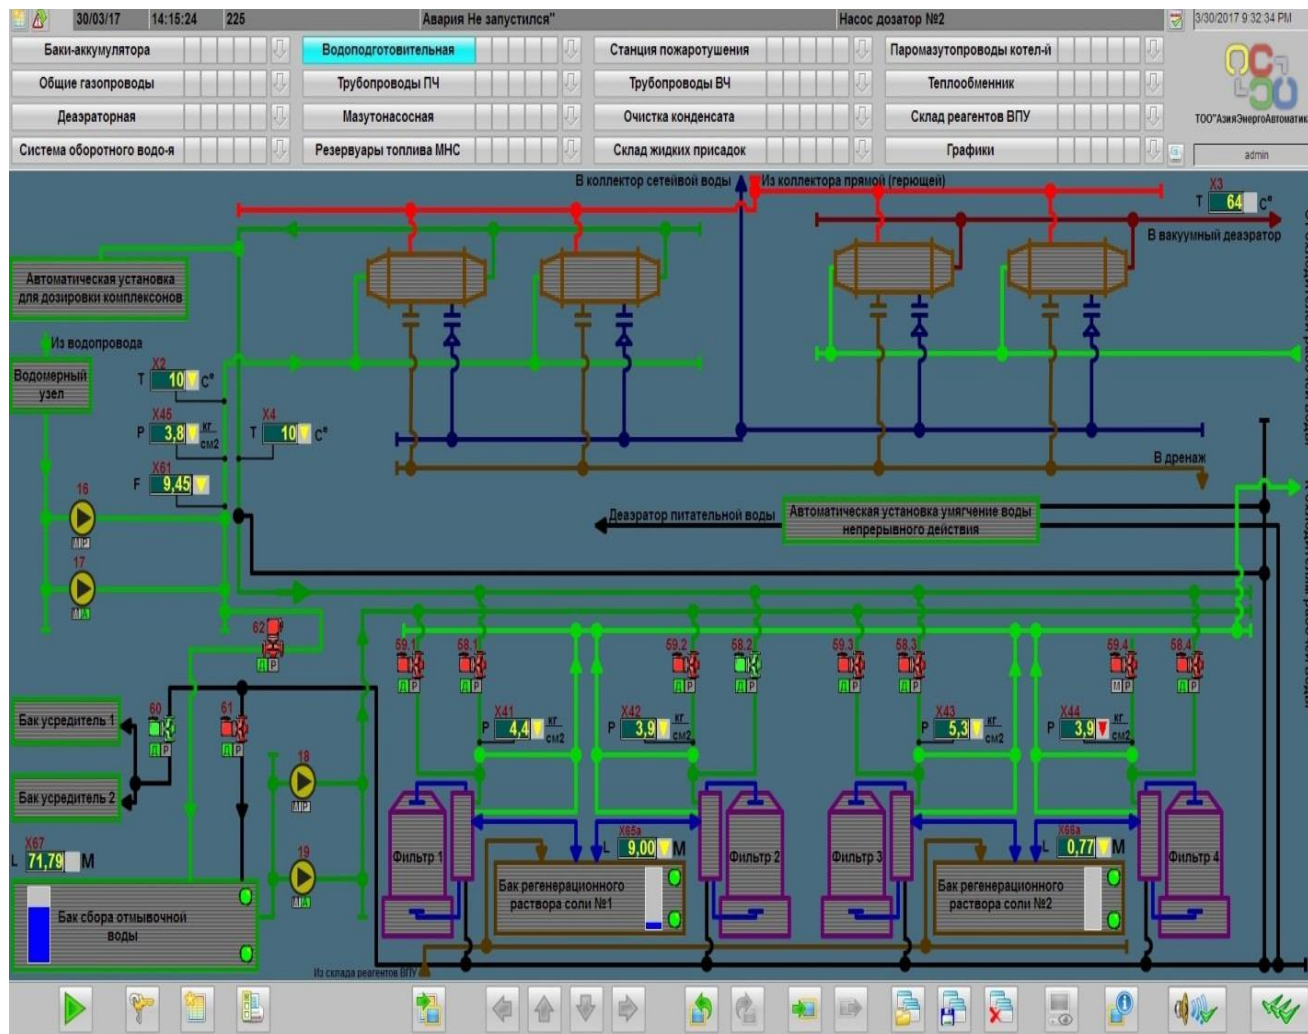 30/03/17 14:15:24 225 Авария Не запустился" Насос дозатор №2 3/30/2017 9:32:34 PM
Баки-аккумулятора Водоподготовительная Станция пожаротушения Паромазутопроводы котел-й
Общие газопроводы Трубопроводы ПЧ Трубопроводы ВЧ Теплообменник
Деаэраторная Мазутонасосная Очистка конденсата Склад реагентов ВПУ
Система оборотного водо-я Резервуары топлива МНС Склад жидких присадок Графики
ТОО"АзияЭнергоАвтоматик
admin
В коллектор сетейвой воды
Из коллектора прямой (герющей)
X3
T 64 C°
В вакуумный деаэратор
Автоматическая установка
для дозировки комплексонов
Из водопровода
Водомерный
узел
X2
T 10 C°
X45
P 3,8 кг
см2
X4
T 10 C°
X61
F 9,45
В дренаж
16
М Р
Деаэратор питательной воды
Автоматическая установка умягчение воды
непрерывного действия
17
М А
62
Д Р
59.1 58.1 59.2 58.2 59.3 58.3 59.4 58.4
Д Р Д Р Д Р Д Р Д Р Д Р М Р Д Р
Бак усредитель 1
60 61
Д Р Д Р
X41
P 4,4 кг
см2
X42
P 3,9 кг
см2
X43
P 5,3 кг
см2
X44
P 3,9 кг
см2
Бак усредитель 2
18
М Р
X67
L 71,79 М
19
М А
Бак сбора отмывочной
воды
Фильтр 1
X65a
L 9,00 М
Фильтр 2
Фильтр 3
X66a
L 0,77 М
Фильтр 4
Бак регенерационного
раствора соли №1
Бак регенерационного
раствора соли №2
Из склада реагентов ВПУ